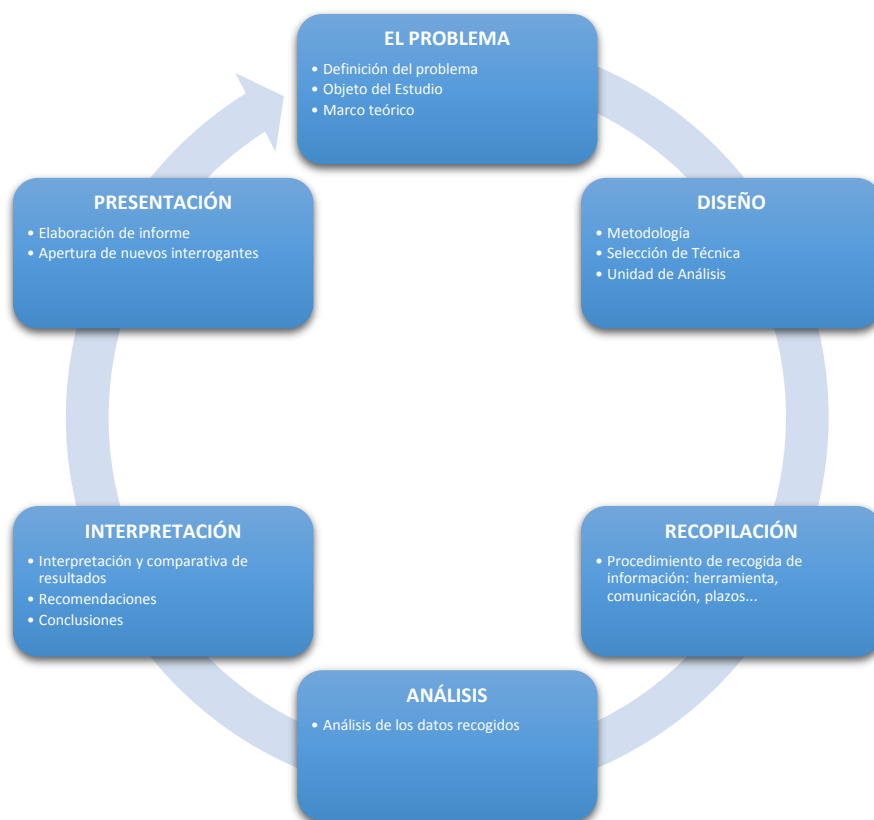 EL PROBLEMA
• Definición del problema
• Objeto del Estudio
• Marco teórico
DISEÑO
• Metodología
• Selección de Técnica
• Unidad de Análisis
RECOPILACIÓN
• Procedimiento de recogida de
información: herramienta,
comunicación, plazos...
ANÁLISIS
• Análisis de los datos recogidos
INTERPRETACIÓN
• Interpretación y comparativa de
resultados
• Recomendaciones
• Conclusiones
PRESENTACIÓN
• Elaboración de informe
• Apertura de nuevos interrogantes